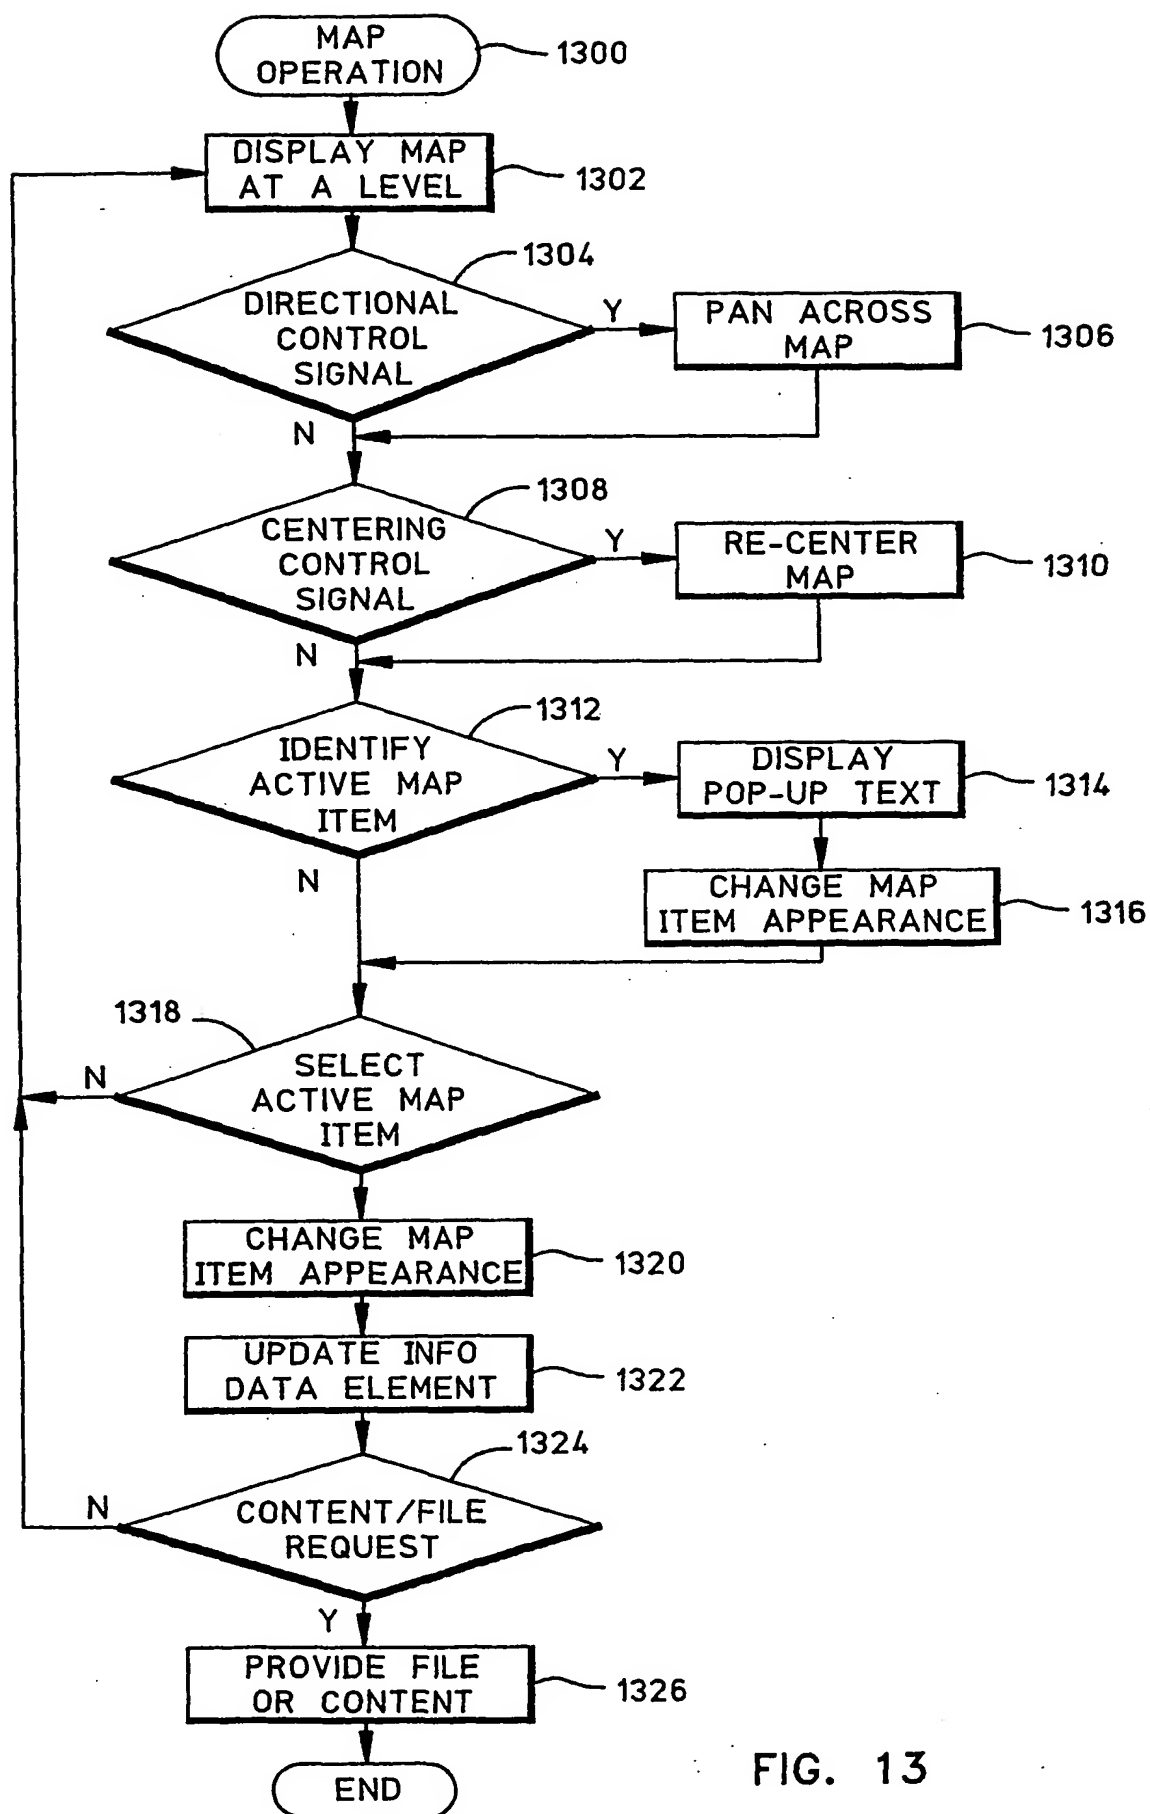 MAP
OPERATION
1300
DISPLAY MAP
AT A LEVEL
1302
1304
DIRECTIONAL
CONTROL
SIGNAL
Y
PAN ACROSS
MAP
1306
N
1308
CENTERING
CONTROL
SIGNAL
Y
RE-CENTER
MAP
1310
N
1312
IDENTIFY
ACTIVE MAP
ITEM
Y
DISPLAY
POP-UP TEXT
1314
N
CHANGE MAP
ITEM APPEARANCE
1316
1318
SELECT
ACTIVE MAP
ITEM
N
CHANGE MAP
ITEM APPEARANCE
1320
UPDATE INFO
DATA ELEMENT
1322
1324
CONTENT/FILE
REQUEST
N
Y
PROVIDE FILE
OR CONTENT
1326
END
FIG. 13